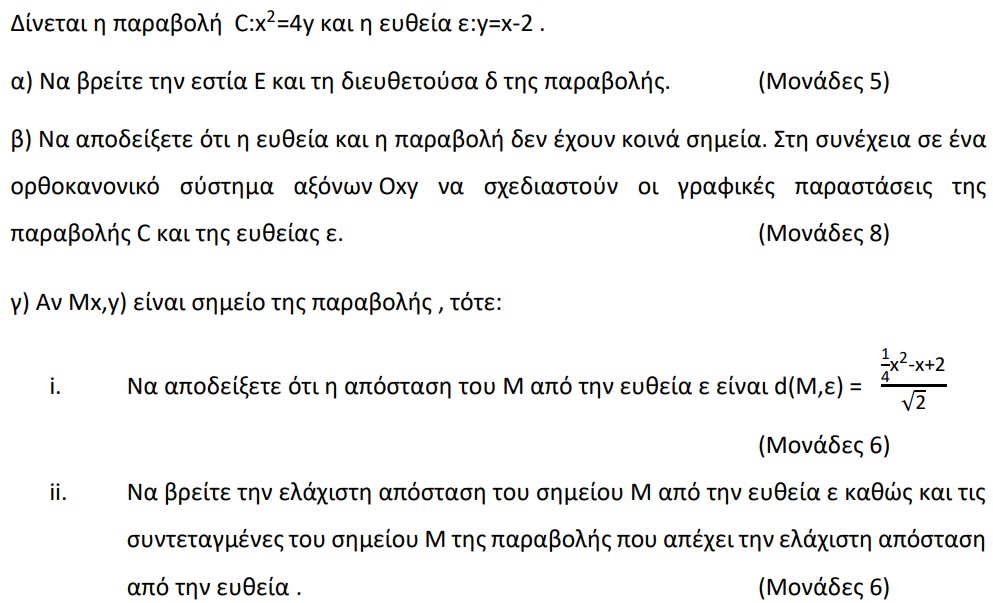 Δίνεται η παραβολή C:x²=4y και η ευθεία ε:y=x-2 .
α) Να βρείτε την εστία Ε και τη διευθετούσα δ της παραβολής. (Μονάδες 5)
β) Να αποδείξετε ότι η ευθεία και η παραβολή δεν έχουν κοινά σημεία. Στη συνέχεια σε ένα
ορθοκανονικό σύστημα αξόνων Οxy να σχεδιαστούν οι γραφικές παραστάσεις της
παραβολής C και της ευθείας ε. (Μονάδες 8)
γ) Αν Μx,y) είναι σημείο της παραβολής , τότε:
i. Να αποδείξετε ότι η απόσταση του Μ από την ευθεία ε είναι d(Μ,ε) = \frac{\frac{1}{4}x²-x+2}{√2}
(Μονάδες 6)
ii. Να βρείτε την ελάχιστη απόσταση του σημείου Μ από την ευθεία ε καθώς και τις
συντεταγμένες του σημείου Μ της παραβολής που απέχει την ελάχιστη απόσταση
από την ευθεία . (Μονάδες 6)